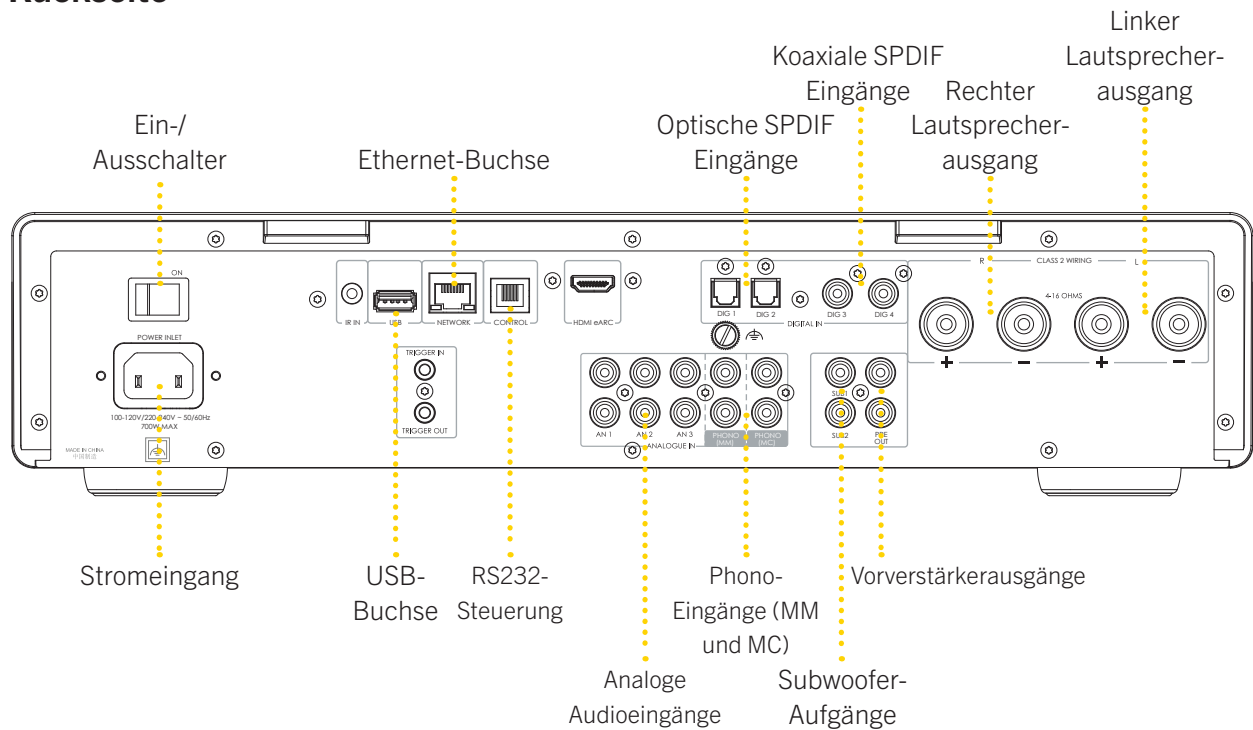 Rückseite
Linker
Lautsprecher-
ausgang
Koaxiale SPDIF
Eingänge
Rechter
Lautsprecher-
ausgang
Optische SPDIF
Eingänge
Ein-/
Ausschalter
Ethernet-Buchse
ON
POWER INLET
100-120V/220-240V ~ 50/60Hz
700W MAX
MADE IN CHINA
中国制造
IR IN
USB
NETWORK
CONTROL
HDMI eARC
TRIGGER IN
TRIGGER OUT
DIG 1
DIG 2
DIG 3
DIG 4
DIGITAL IN
AN 1
AN 2
AN 3
PHONO
(MM)
PHONO
(MC)
ANALOGUE IN
SUB1
SUB2
PRE
OUT
R
CLASS 2 WIRING
L
4-16 OHMS
+
−
+
−
Stromeingang
USB-
Buchse
RS232-
Steuerung
Phono-
Eingänge (MM
und MC)
Vorverstärkerausgänge
Analoge
Audioeingänge
Subwoofer-
Aufgänge